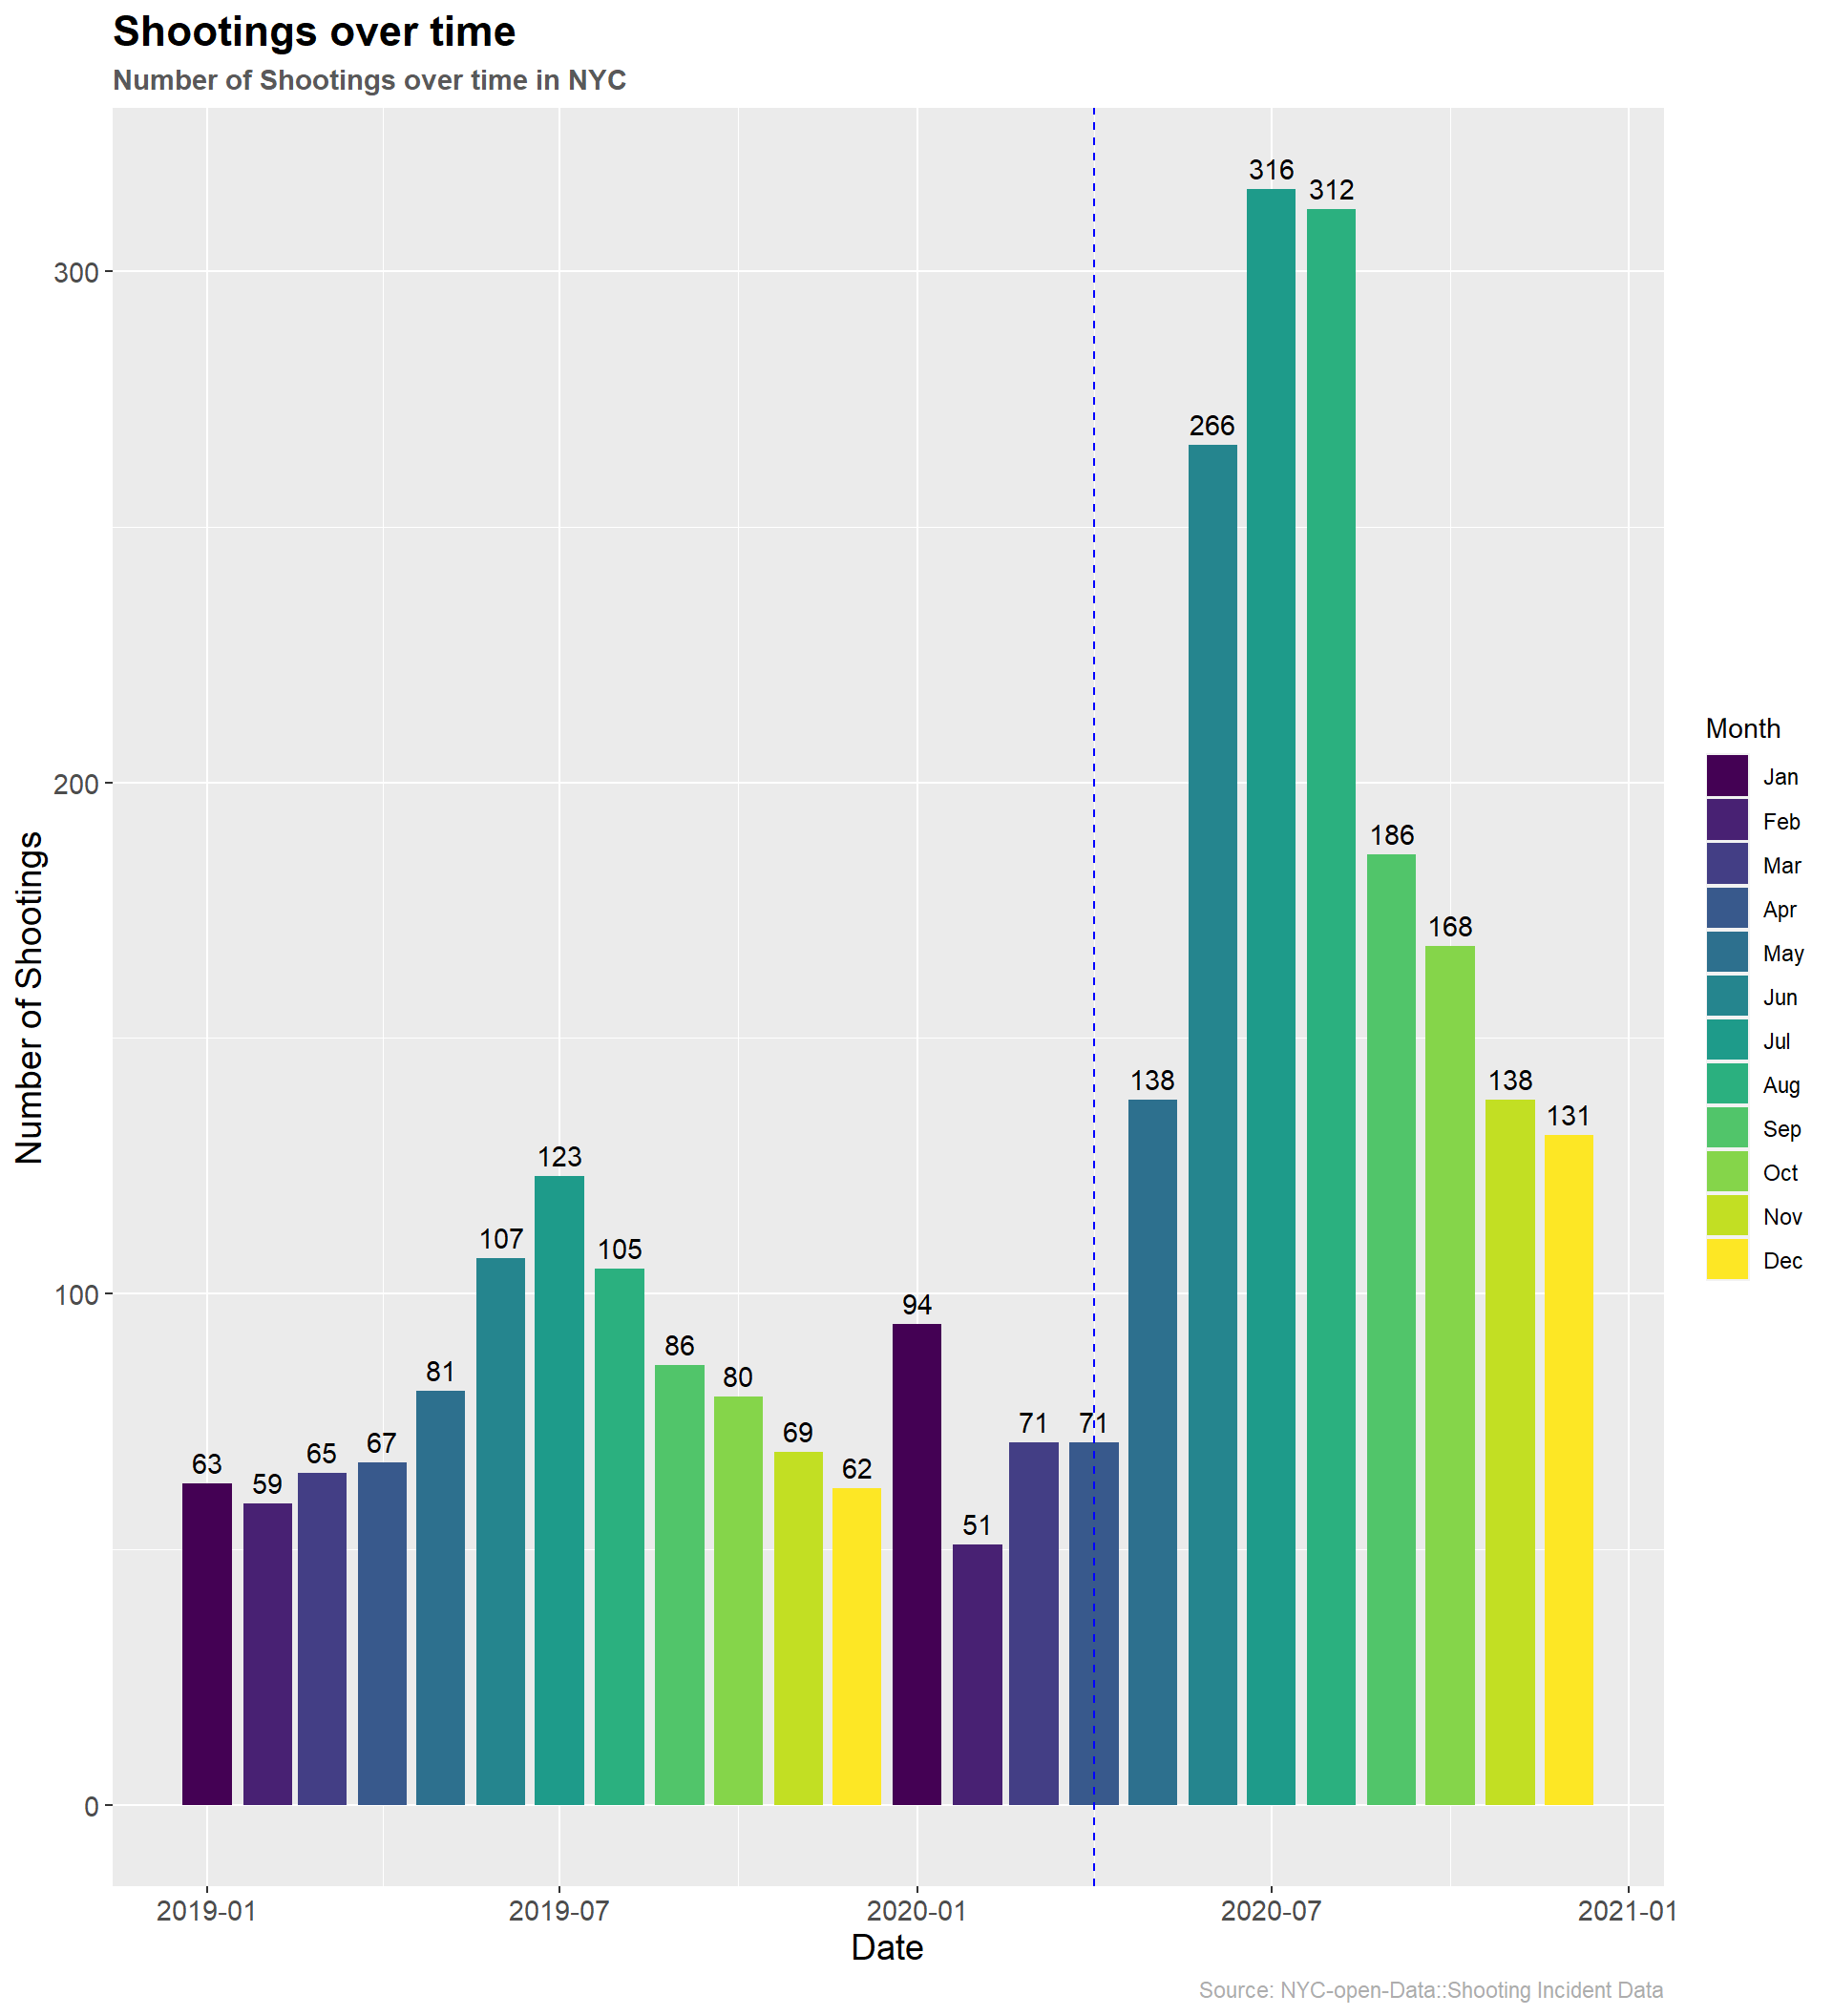 Shootings over time
Number of Shootings over time in NYC
Number of Shootings
300
200
100
0
63
59
65
67
81
107
123
105
86
80
69
62
94
51
71
71
138
266
316
312
186
168
138
131
2019-01
2019-07
2020-01
2020-07
2021-01
Date
Month
Jan
Feb
Mar
Apr
May
Jun
Jul
Aug
Sep
Oct
Nov
Dec
Source: NYC-open-Data::Shooting Incident Data